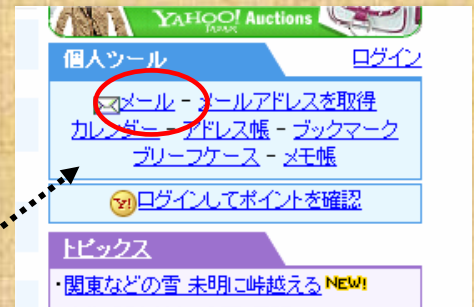 YAHOO! Auctions
JAPAN
個人ツール ログイン
メール - メールアドレスを取得
カレンダー - アドレス帳 - ブックマーク
ブリーフケース - メモ帳
Y! ログインしてポイントを確認
トピックス
・関東などの雪 未明に峠越える NEW!